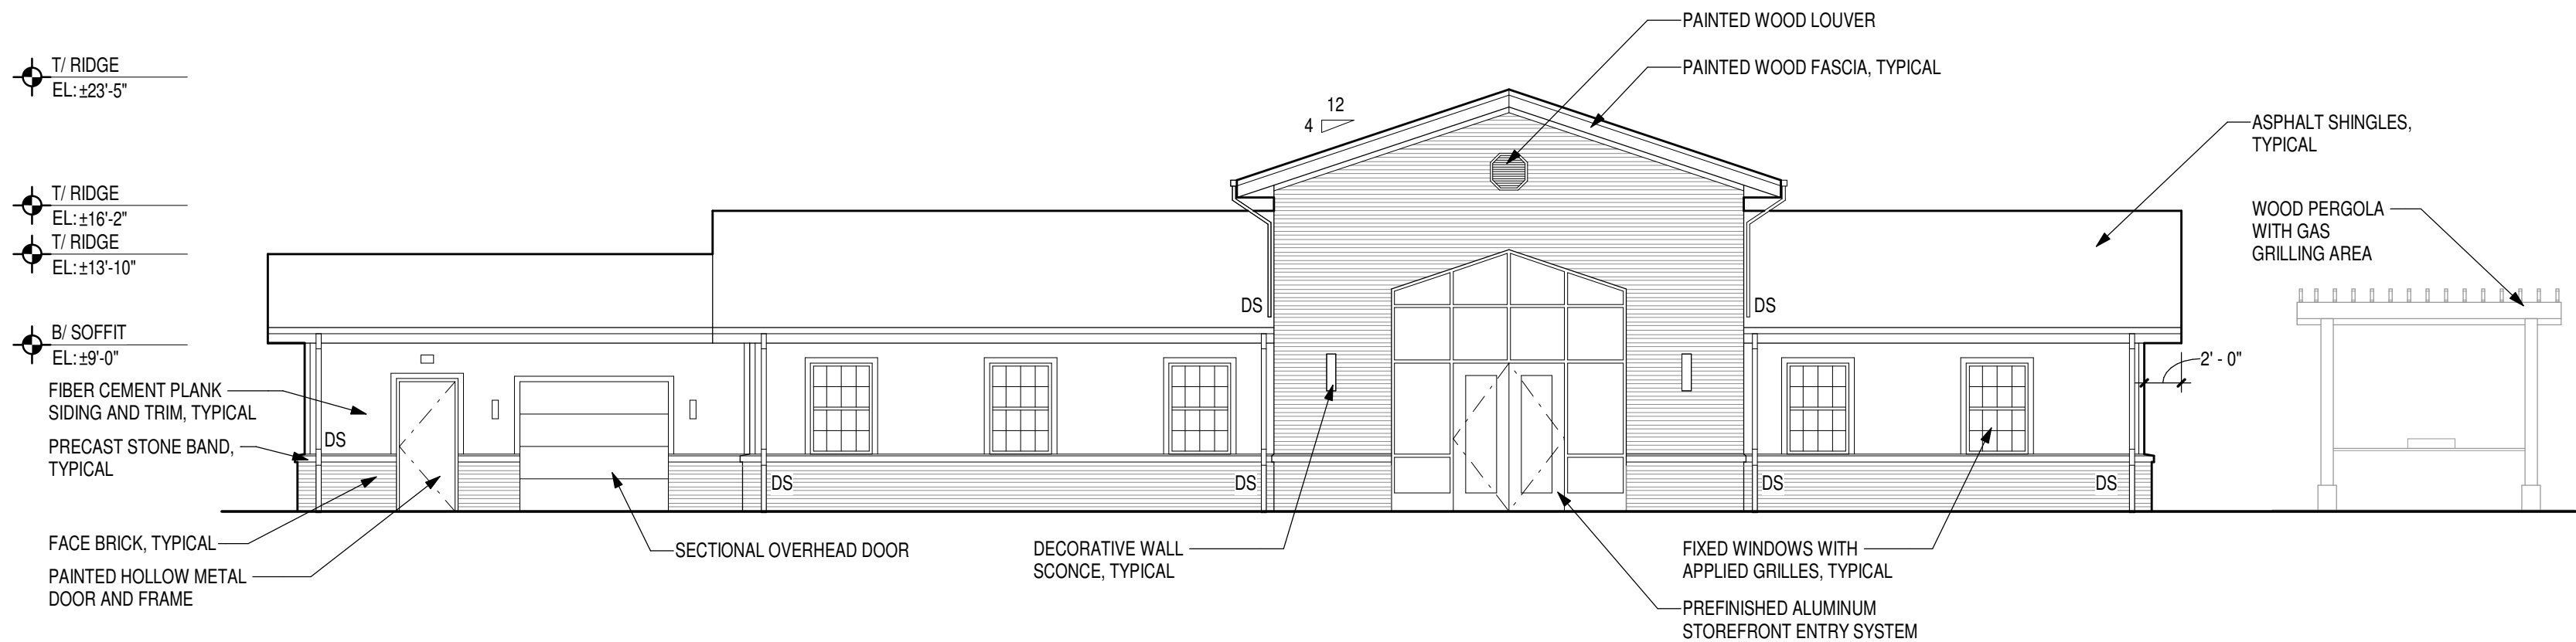 PAINTED WOOD LOUVER
PAINTED WOOD FASCIA, TYPICAL
T/ RIDGE
EL: ±23'-5"
12
4
ASPHALT SHINGLES,
TYPICAL
T/ RIDGE
EL: ±16'-2"
T/ RIDGE
EL: ±13'-10"
WOOD PERGOLA
WITH GAS
GRILLING AREA
DS
DS
B/ SOFFIT
EL: ±9'-0"
2' - 0"
FIBER CEMENT PLANK
SIDING AND TRIM, TYPICAL
DS
PRECAST STONE BAND,
TYPICAL
DS
DS
DS
DS
FACE BRICK, TYPICAL
PAINTED HOLLOW METAL
DOOR AND FRAME
SECTIONAL OVERHEAD DOOR
DECORATIVE WALL
SCONCE, TYPICAL
FIXED WINDOWS WITH
APPLIED GRILLES, TYPICAL
PREFINISHED ALUMINUM
STOREFRONT ENTRY SYSTEM